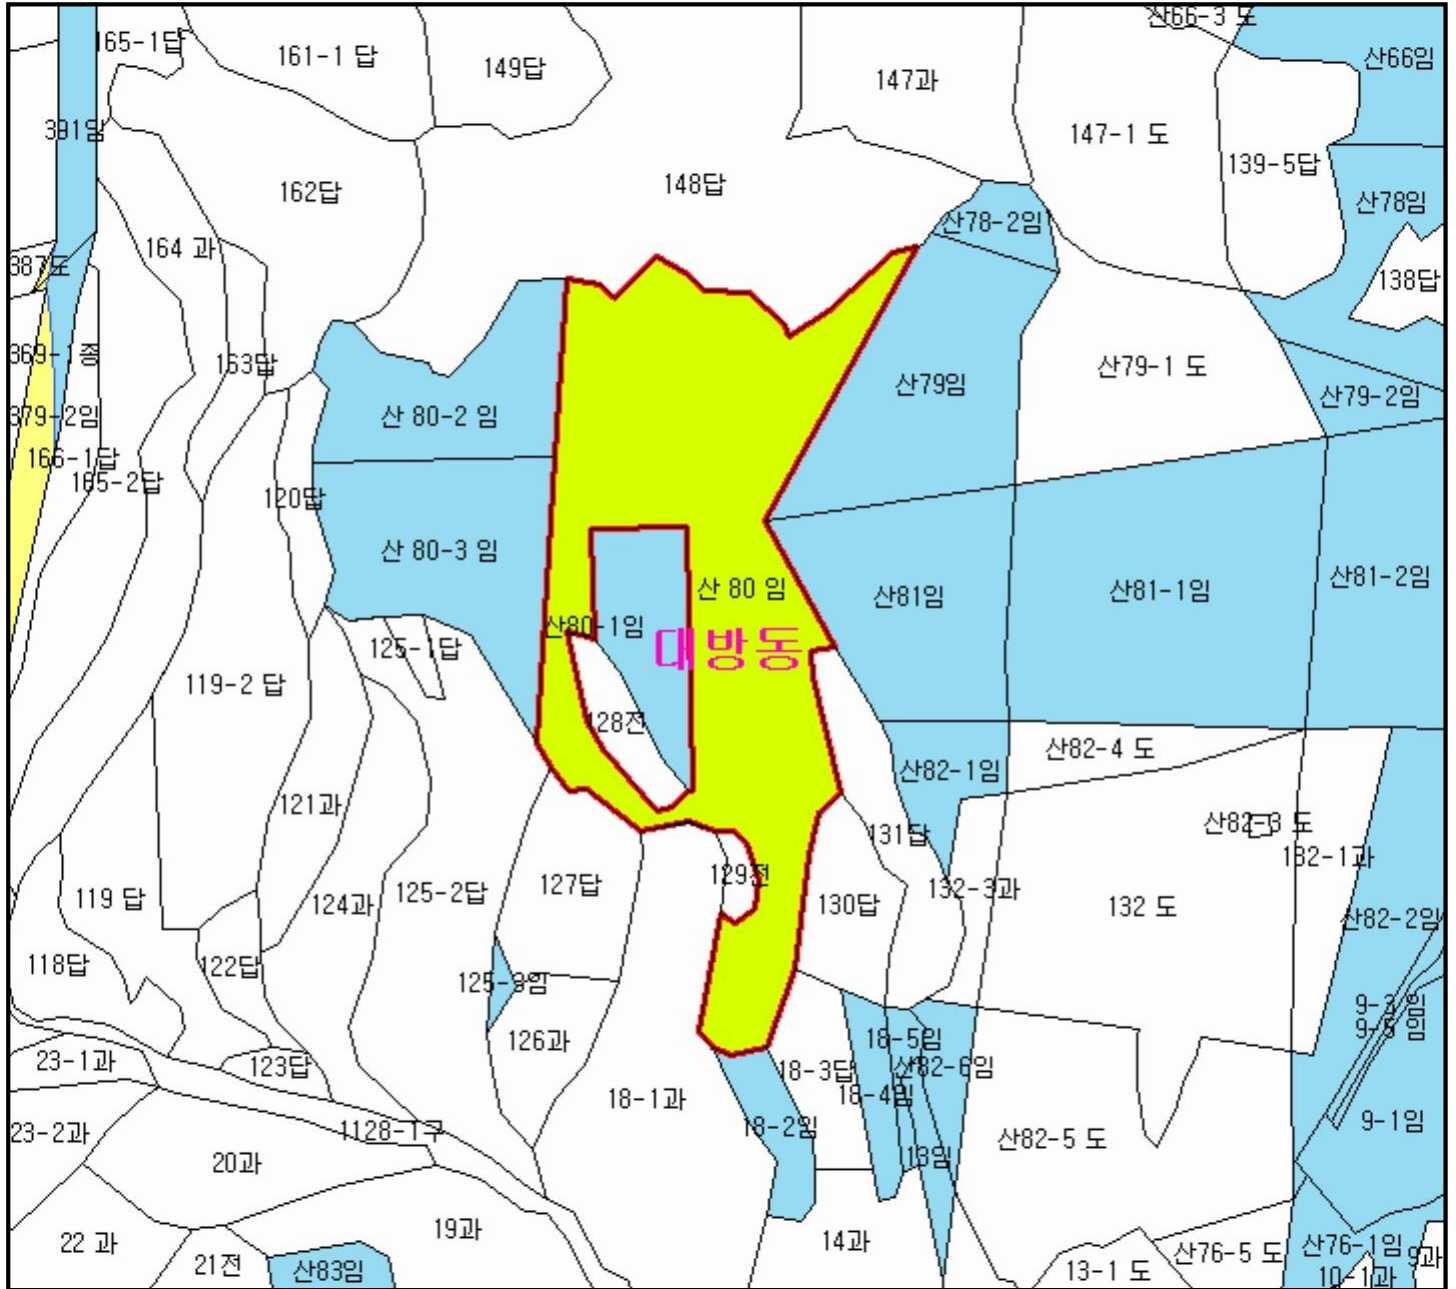 산66-3 도
165-1답
161-1 답
149답
산66임
147과
391임
147-1 도
139-5답
162답
148답
산78임
산78-2임
164 과
387도
138답
369-1종
163답
산79-1 도
산79임
산79-2임
379-2임
산 80-2 임
166-1답
165-2답
120답
산 80-3 임
산 80 임
산81임
산81-1임
산81-2임
산80-1임
대방동
125-1답
119-2 답
128전
산82-4 도
산82-1임
121과
산82-3 도
131답
132-1과
129전
127답
125-2답
132-3과
119 답
124과
130답
132 도
산82-2임
118답
122답
125-3임
9-3 임
9-5 임
18-5임
126과
23-1과
123답
18-3답
산82-6임
18-4임
18-1과
9-1임
23-2과
1128-1구
18-2임
산82-5 도
20과
13임
19과
22 과
14과
산76-1임
산76-5 도
21전
산83임
13-1 도
10-1과
9과